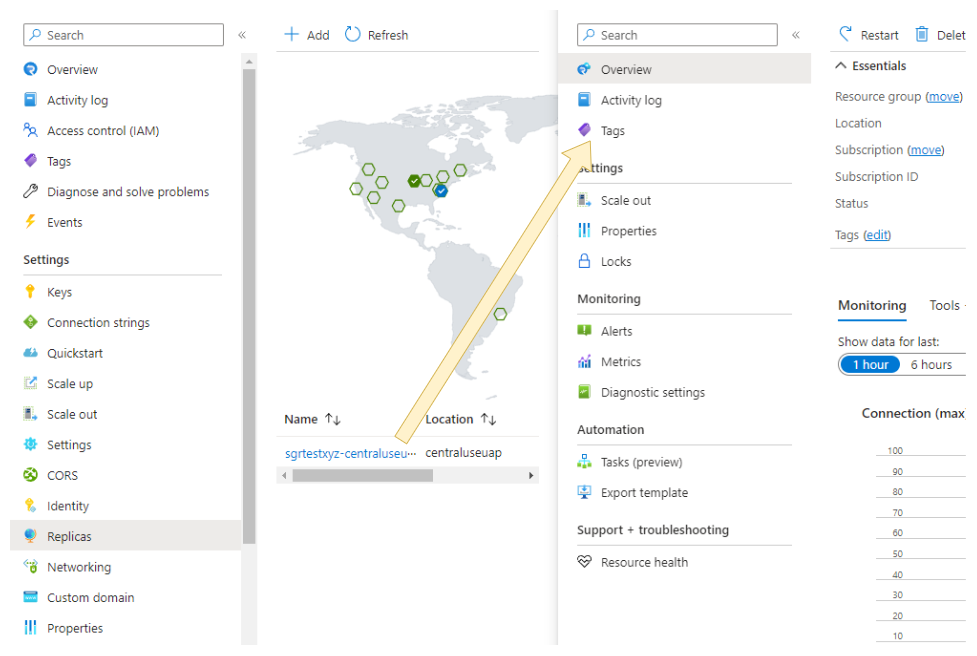 Search
«
Overview
Activity log
Access control (IAM)
Tags
Diagnose and solve problems
Events
Settings
Keys
Connection strings
Quickstart
Scale up
Scale out
Settings
CORS
Identity
Replicas
Networking
Custom domain
Properties
Add Refresh
Name ↑↓ Location ↑↓
sgrtestxyz-centraluseu··· centraluseuap
Search
«
Overview
Activity log
Tags
Settings
Scale out
Properties
Locks
Monitoring
Alerts
Metrics
Diagnostic settings
Automation
Tasks (preview)
Export template
Support + troubleshooting
Resource health
Restart Delet
Essentials
Resource group (move)
Location
Subscription (move)
Subscription ID
Status
Tags (edit)
Monitoring Tools
Show data for last:
1 hour 6 hours
Connection (max
100
90
80
70
60
50
40
30
20
10